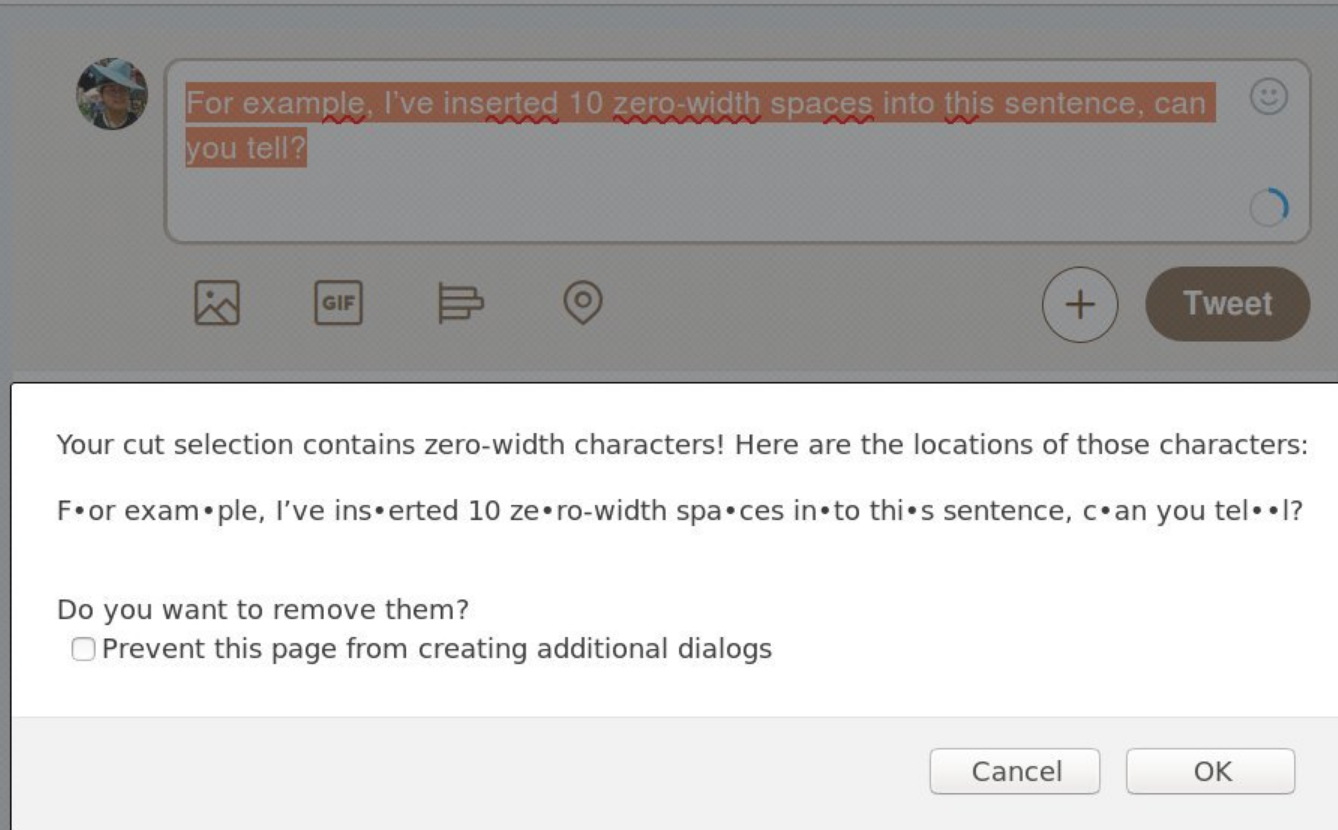 For example, I’ve inserted 10 zero-width spaces into this sentence, can
you tell?
GIF
Tweet
Your cut selection contains zero-width characters! Here are the locations of those characters:
F•or exam•ple, I’ve ins•erted 10 ze•ro-width spa•ces in•to thi•s sentence, c•an you tel••l?
Do you want to remove them?
Prevent this page from creating additional dialogs
Cancel
OK